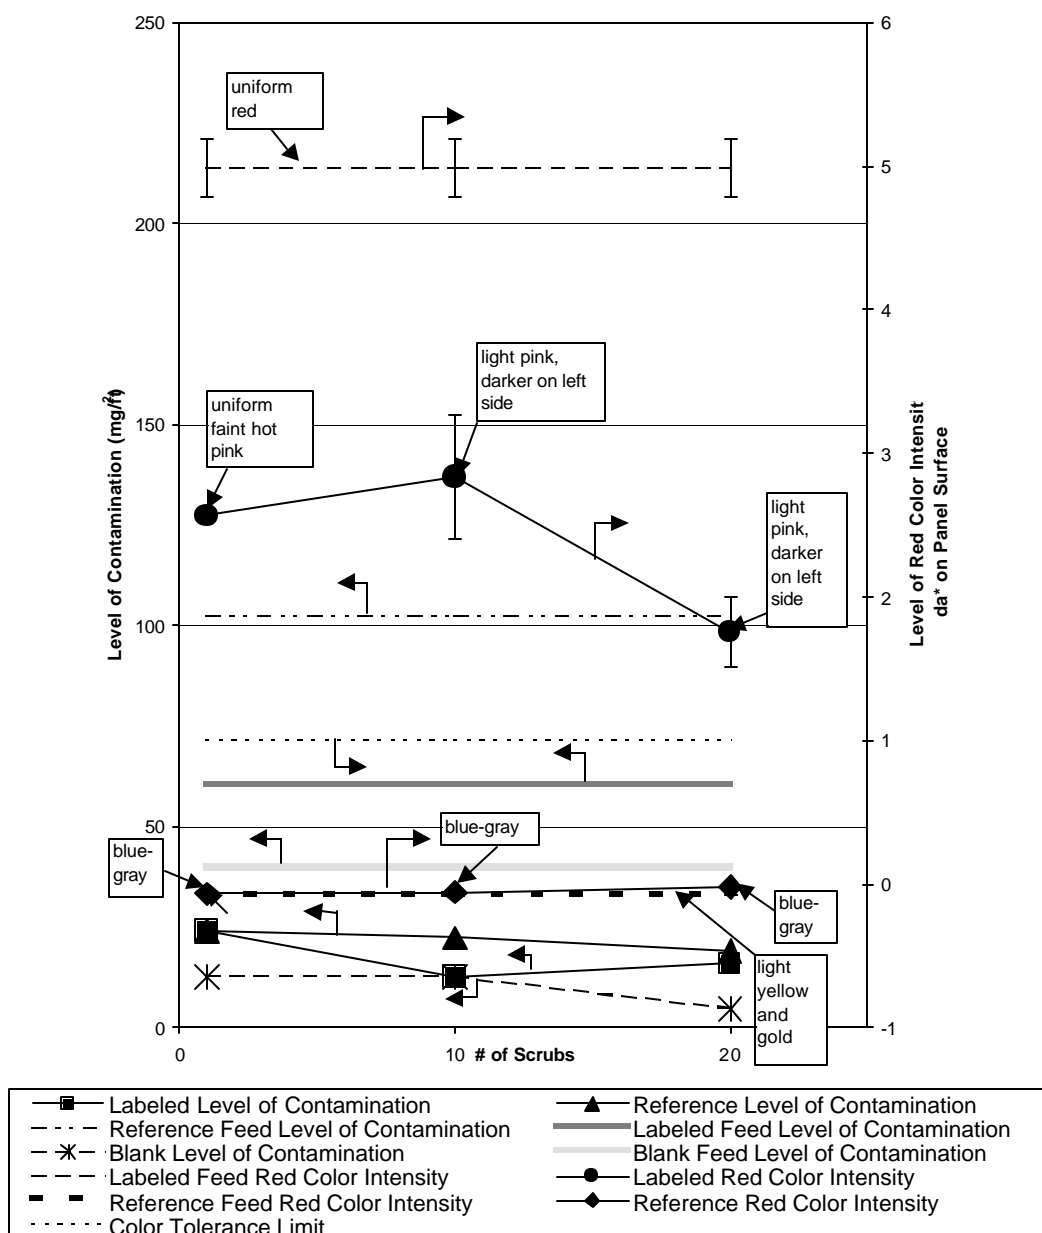 250
6
uniform
red
5
200
4
light pink,
darker on left
side
uniform
faint hot
pink
150
3
Level of Contamination (mg/ft²)
Level of Red Color Intensit
da* on Panel Surface
light
pink,
darker
on left
side
2
100
1
50
blue-gray
blue-
gray
0
blue-
gray
light
yellow
and
gold
0
-1
0
10
# of Scrubs
20
Labeled Level of Contamination
Reference Level of Contamination
Reference Feed Level of Contamination
Labeled Feed Level of Contamination
Blank Level of Contamination
Blank Feed Level of Contamination
Labeled Feed Red Color Intensity
Labeled Red Color Intensity
Reference Feed Red Color Intensity
Reference Red Color Intensity
Color Tolerance Limit